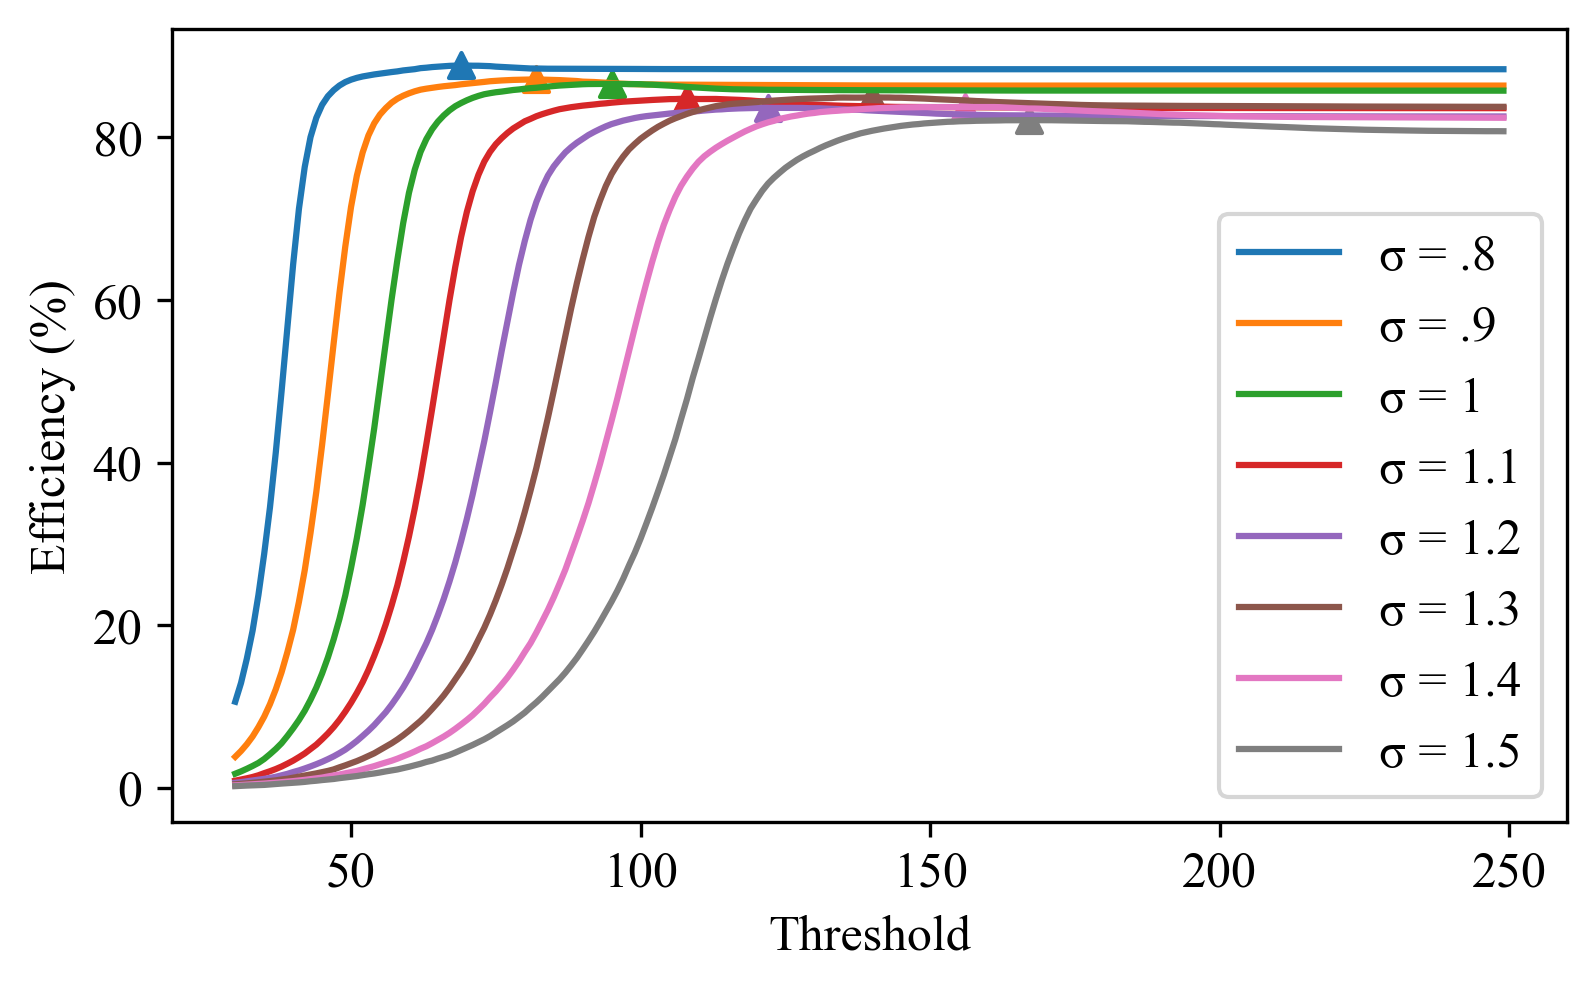 Efficiency (%)
80
60
40
20
0
50
100
150
200
250
Threshold
σ = .8
σ = .9
σ = 1
σ = 1.1
σ = 1.2
σ = 1.3
σ = 1.4
σ = 1.5